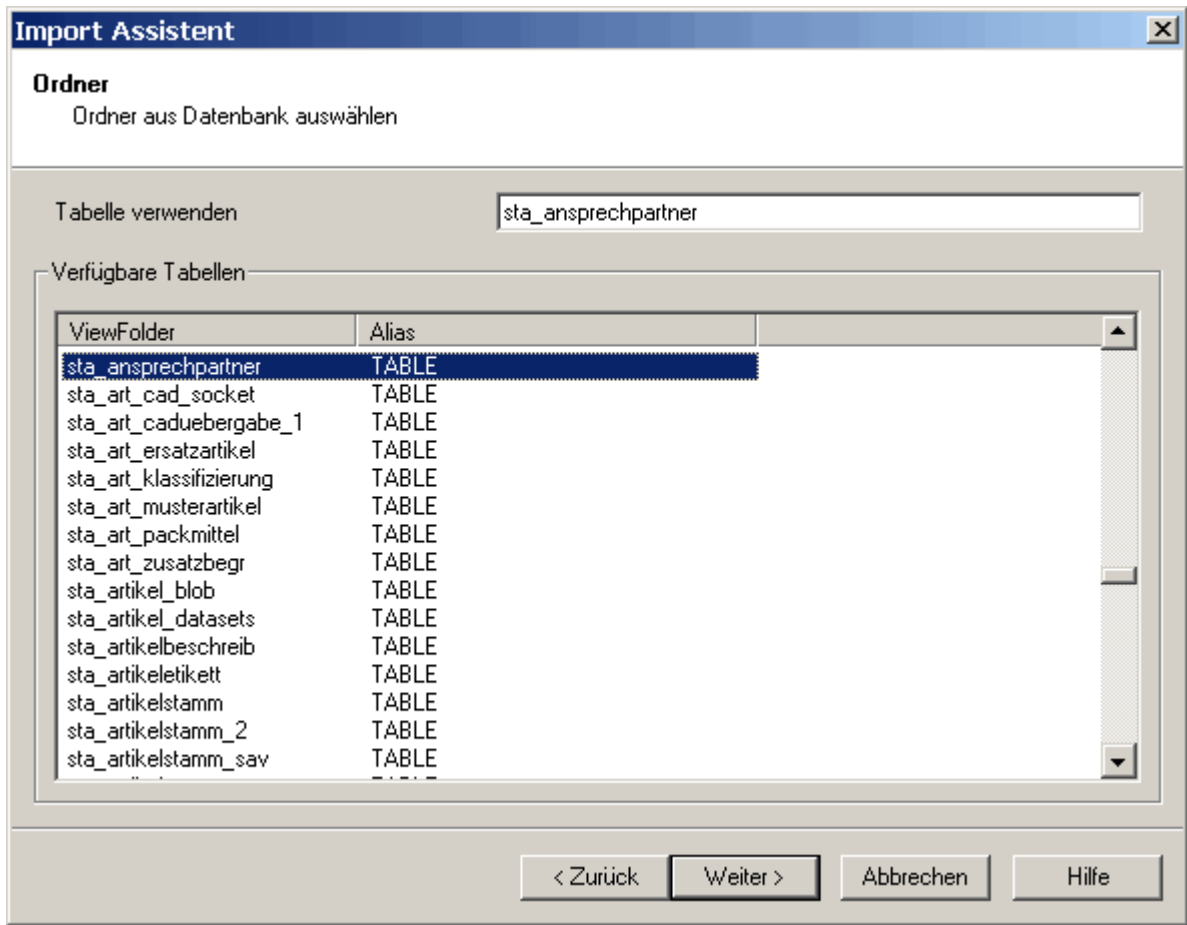 Import Assistent
Ordner
Ordner aus Datenbank auswählen
Tabelle verwenden sta_ansprechpartner
Verfügbare Tabellen
ViewFolder Alias
sta_ansprechpartner TABLE
sta_art_cad_socket TABLE
sta_art_caduebergabe_1 TABLE
sta_art_ersatzartikel TABLE
sta_art_klassifizierung TABLE
sta_art_musterartikel TABLE
sta_art_packmittel TABLE
sta_art_zusatzbegr TABLE
sta_artikel_blob TABLE
sta_artikel_datasets TABLE
sta_artikelbeschreib TABLE
sta_artikeletikett TABLE
sta_artikelstamm TABLE
sta_artikelstamm_2 TABLE
sta_artikelstamm_sav TABLE
< Zurück Weiter > Abbrechen Hilfe